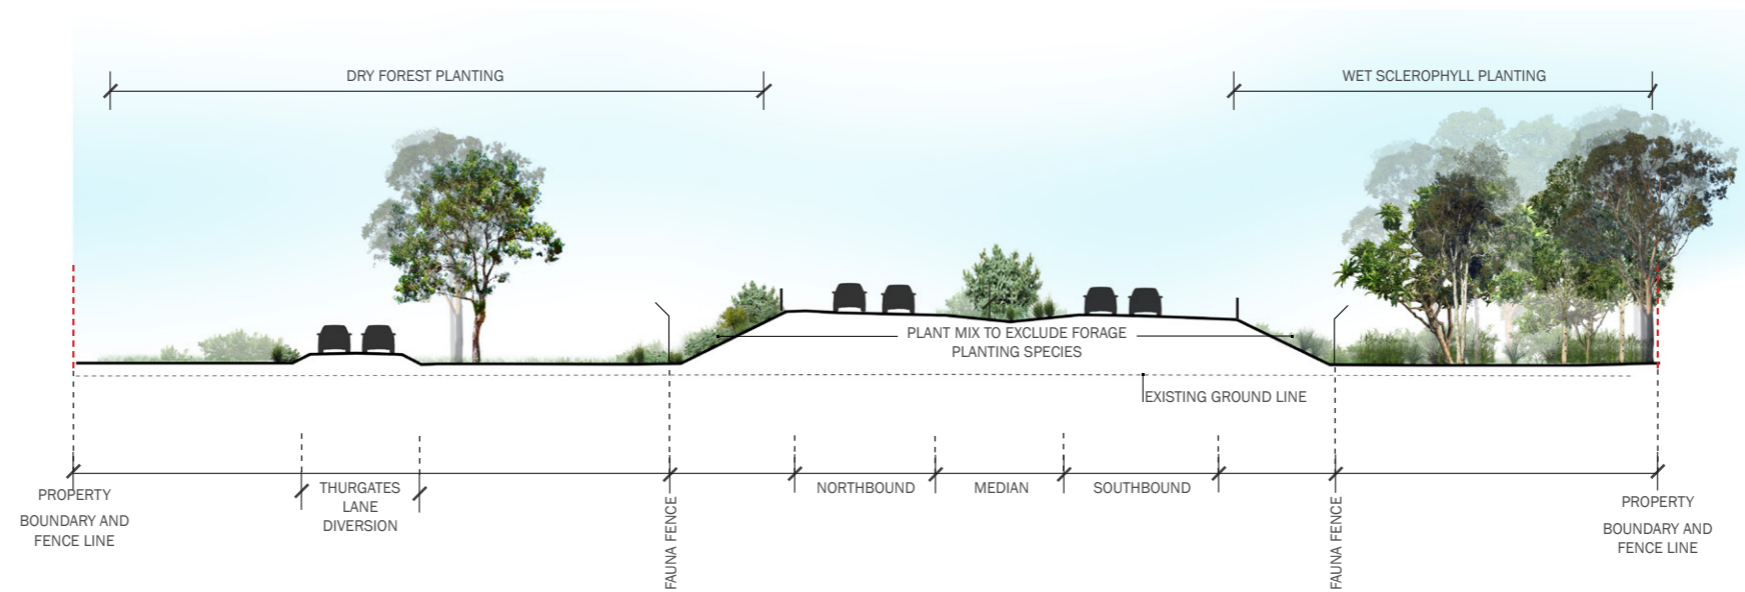 DRY FOREST PLANTING
WET SCLEROPHYLL PLANTING
PLANT MIX TO EXCLUDE FORAGE
PLANTING SPECIES
EXISTING GROUND LINE
PROPERTY
BOUNDARY AND
FENCE LINE
THURGATES
LANE
DIVERSION
FAUNA FENCE
NORTHBOUND
MEDIAN
SOUTHBOUND
FAUNA FENCE
PROPERTY
BOUNDARY AND
FENCE LINE